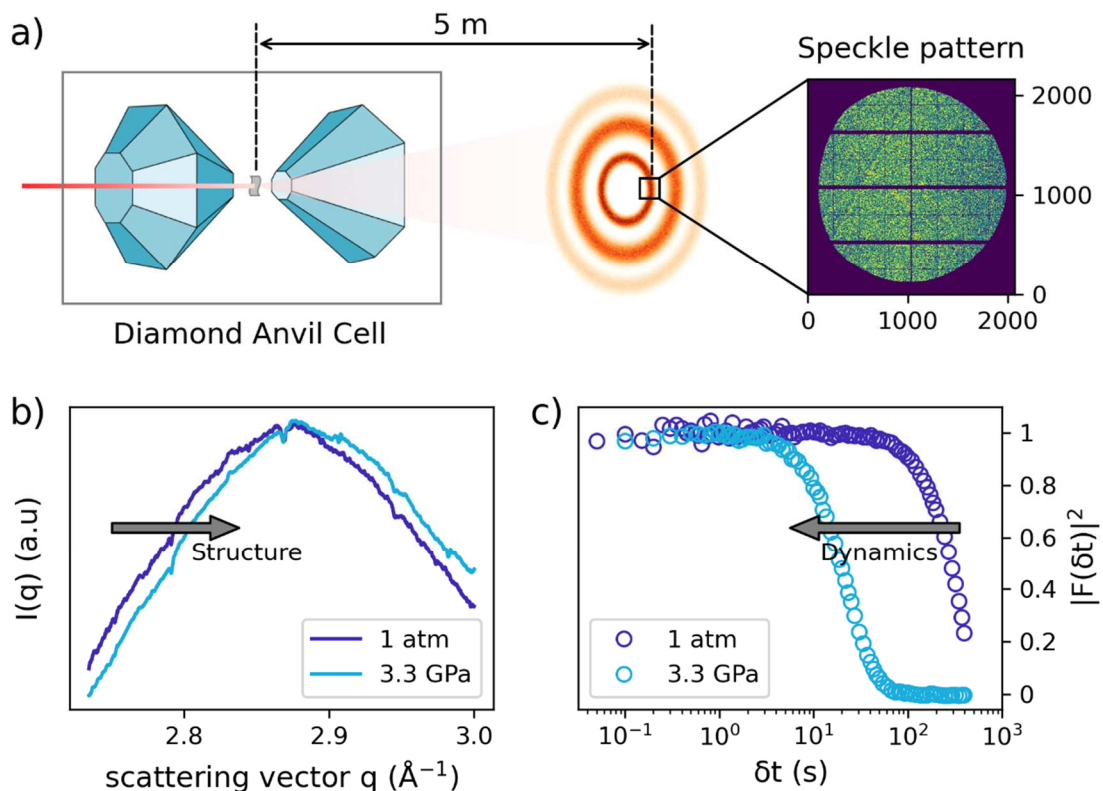 a)
5 m
Speckle pattern
2000
1000
0
0 1000 2000
Diamond Anvil Cell
b)
I(q) (a.u)
Structure
1 atm
3.3 GPa
2.8 2.9 3.0
scattering vector q (Å⁻¹)
c)
Dynamics
1 atm
3.3 GPa
1
0.8
0.6
0.4
0.2
0
|F(δt)|²
10⁻¹ 10⁰ 10¹ 10² 10³
δt (s)